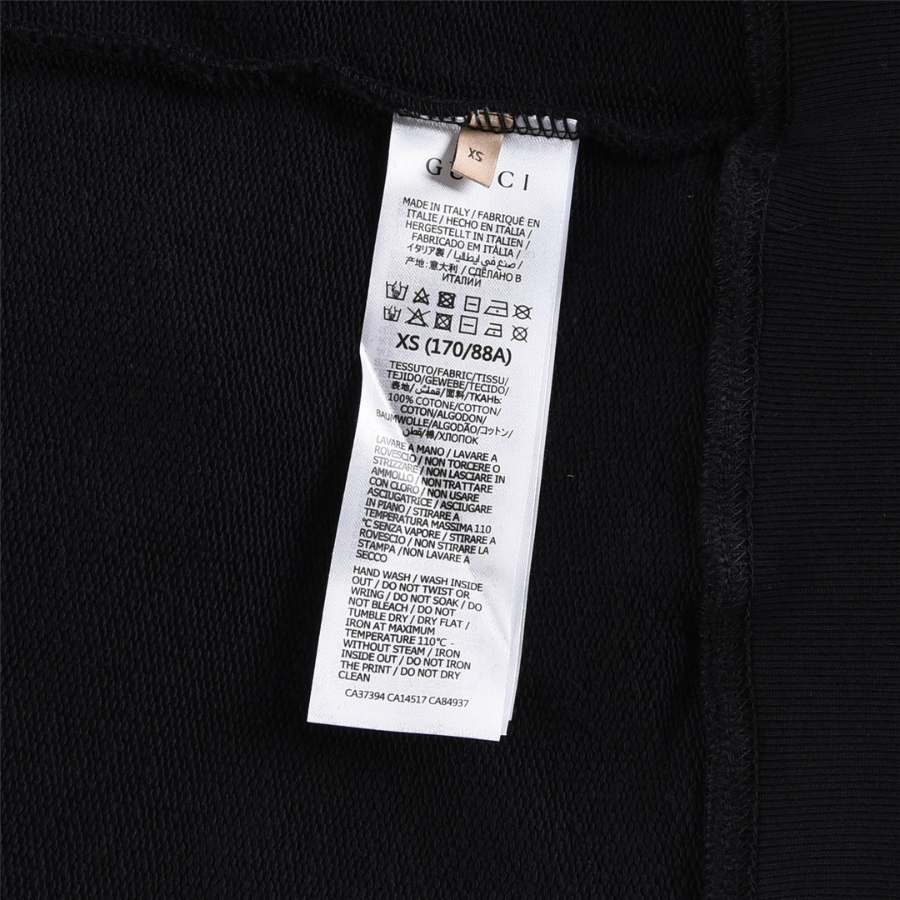 XS
GUCCI
MADE IN ITALY / FABRIQUÉ EN
ITALIE / HECHO EN ITALIA /
HERGESTELLT IN ITALIEN /
FABRICADO EM ITÁLIA /
イタリア製 / صنع في ايطاليا /
产地: 意大利 / СДЕЛАНО В
ИТАЛИИ
XS (170/88A)
TESSUTO/FABRIC/TISSU/
TEJIDO/GEWEBE/TECIDO/
表地/قماش/面料/ТКАНЬ:
100% COTONE/COTTON/
COTON/ALGODON/
BAUMWOLLE/ALGODÃO/コットン/
قطن/棉/ХЛОПОК
LAVARE A MANO / LAVARE A
ROVESCIO / NON TORCERE O
STRIZZARE / NON LASCIARE IN
AMMOLLO / NON TRATTARE
CON CLORO / NON USARE
ASCIUGATRICE / ASCIUGARE
IN PIANO / STIRARE A
TEMPERATURA MASSIMA 110
℃ SENZA VAPORE / STIRARE A
ROVESCIO / NON STIRARE LA
STAMPA /NON LAVARE A
SECCO
HAND WASH / WASH INSIDE
OUT / DO NOT TWIST OR
WRING / DO NOT SOAK / DO
NOT BLEACH / DO NOT
TUMBLE DRY / DRY FLAT /
IRON AT MAXIMUM
TEMPERATURE 110℃ -
WITHOUT STEAM / IRON
INSIDE OUT / DO NOT IRON
THE PRINT / DO NOT DRY
CLEAN
CA37394 CA14517 CA84937